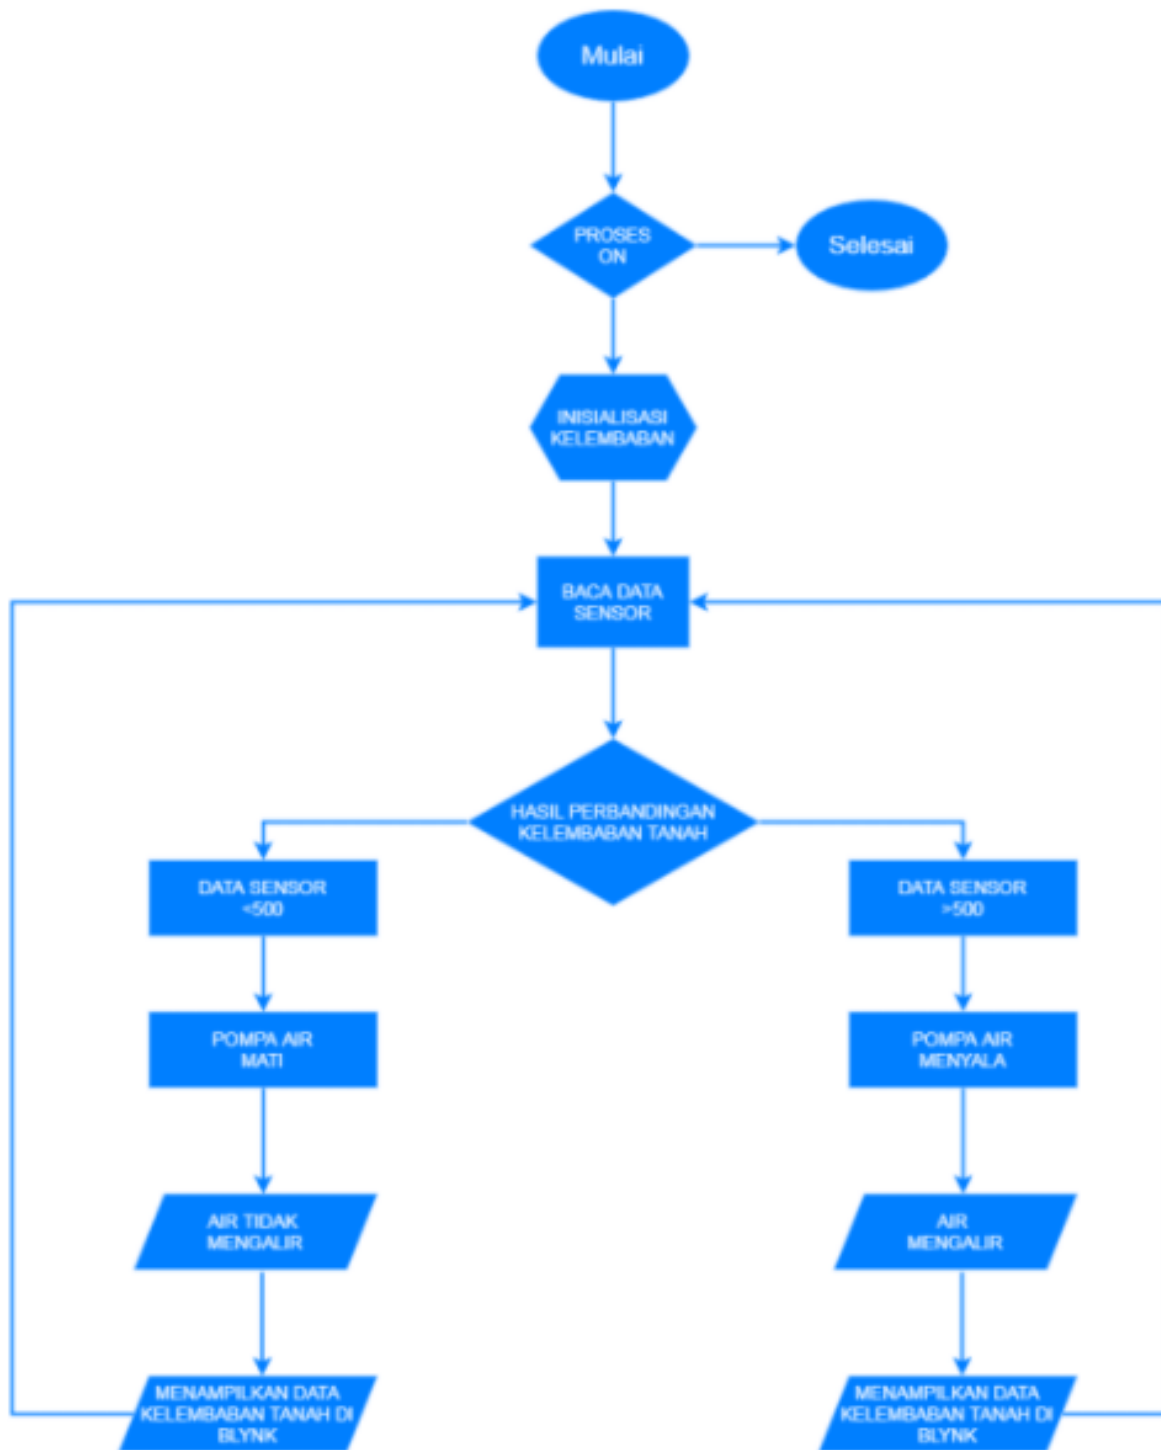 Mulai
PROSES
ON
Selesai
INISIALISASI
KELEMBABAN
BACA DATA
SENSOR
HASIL PERBANDINGAN
KELEMBABAN TANAH
DATA SENSOR
<500
POMPA AIR
MATI
AIR TIDAK
MENGALIR
MENAMPILKAN DATA
KELEMBABAN TANAH DI
BLYNK
DATA SENSOR
>500
POMPA AIR
MENYALA
AIR
MENGALIR
MENAMPILKAN DATA
KELEMBABAN TANAH DI
BLYNK